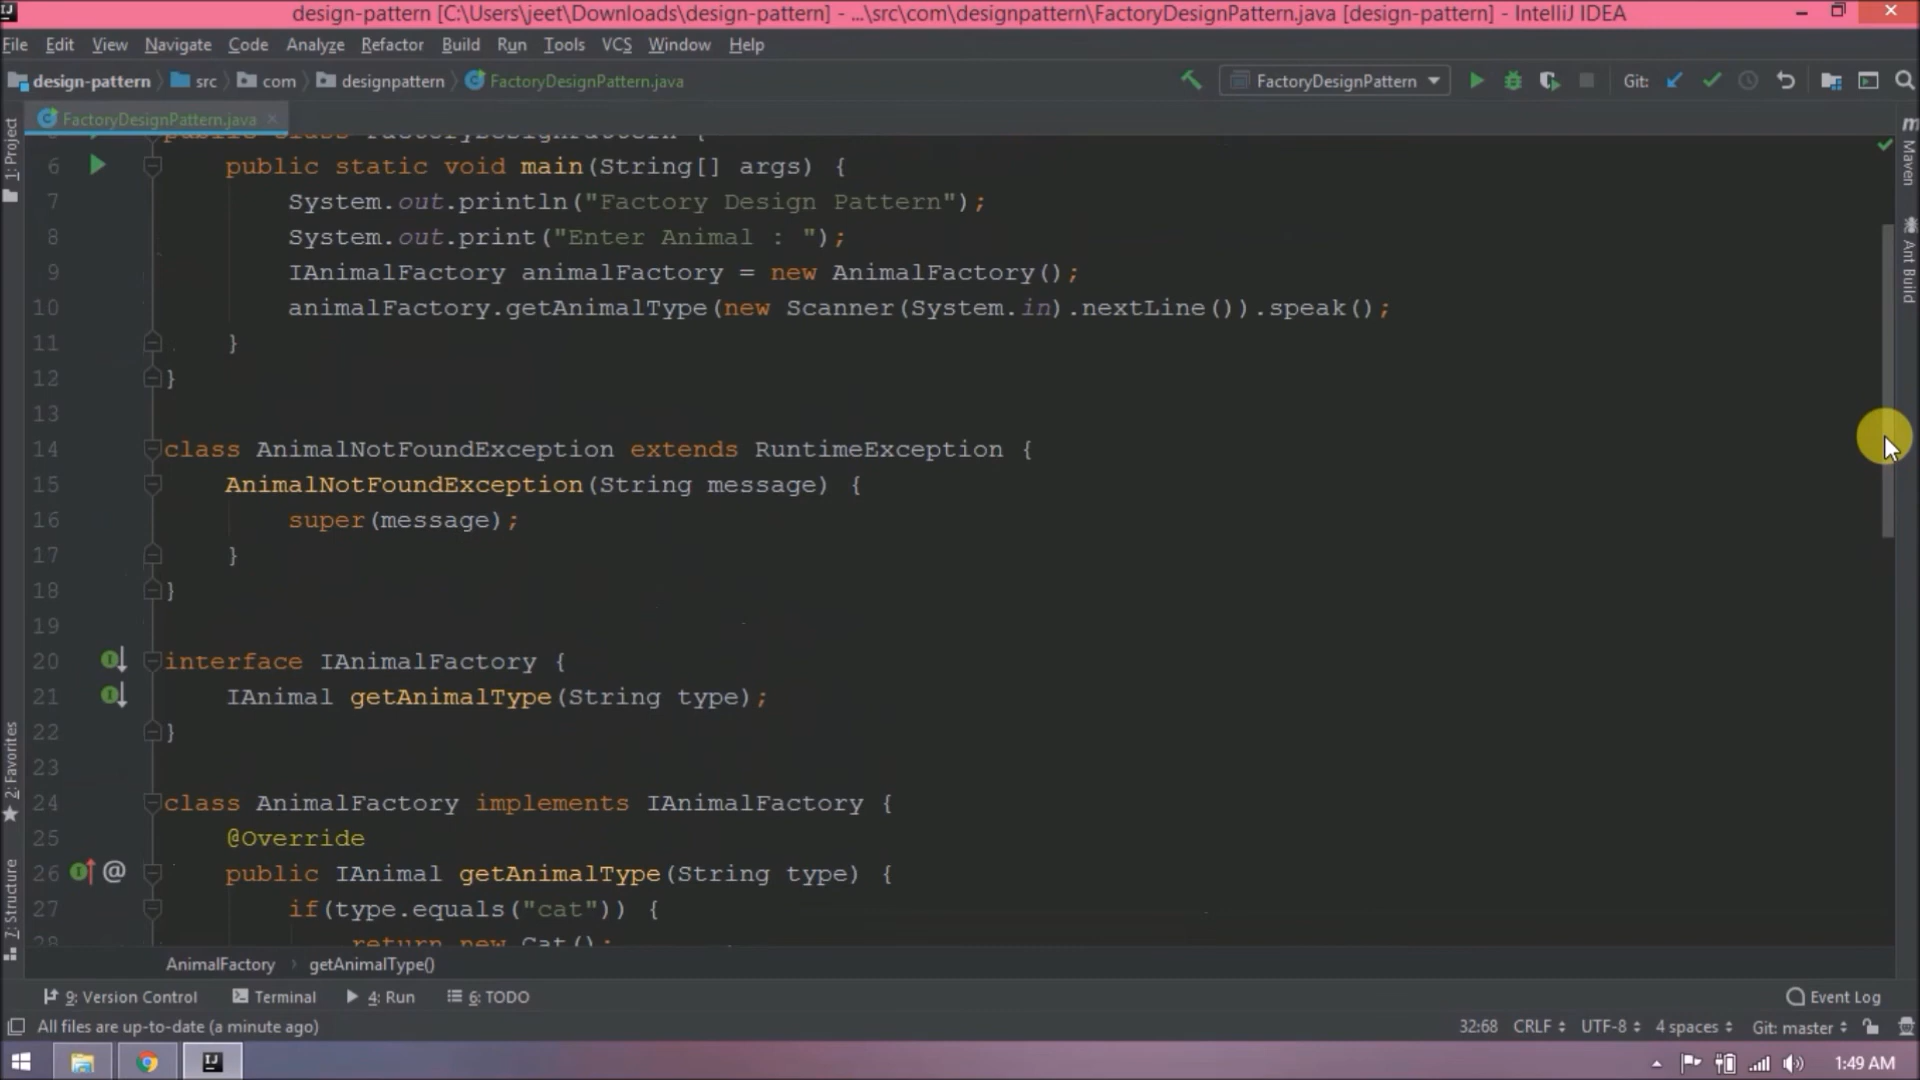 design-pattern [C:\Users\jeet\Downloads\design-pattern] - ...\src\com\designpattern\FactoryDesignPattern.java [design-pattern] - IntelliJ IDEA
File Edit View Navigate Code Analyze Refactor Build Run Tools VCS Window Help
design-pattern src com designpattern FactoryDesignPattern.java FactoryDesignPattern Git:
FactoryDesignPattern.java
public class FactoryDesignPattern {
6 public static void main(String[] args) {
7 System.out.println("Factory Design Pattern");
8 System.out.print("Enter Animal : ");
9 IAnimalFactory animalFactory = new AnimalFactory();
10 animalFactory.getAnimalType(new Scanner(System.in).nextLine()).speak();
11 }
12 }
13
14 class AnimalNotFoundException extends RuntimeException {
15 AnimalNotFoundException(String message) {
16 super(message);
17 }
18 }
19
20 interface IAnimalFactory {
21 IAnimal getAnimalType(String type);
22 }
23
24 class AnimalFactory implements IAnimalFactory {
25 @Override
26 public IAnimal getAnimalType(String type) {
27 if(type.equals("cat")) {
28 return new Cat();
AnimalFactory getAnimalType()
9: Version Control Terminal 4: Run 6: TODO Event Log
All files are up-to-date (a minute ago) 32:68 CRLF UTF-8 4 spaces Git: master
1:49 AM
1: Project
2: Favorites
7: Structure
Maven
Ant Build